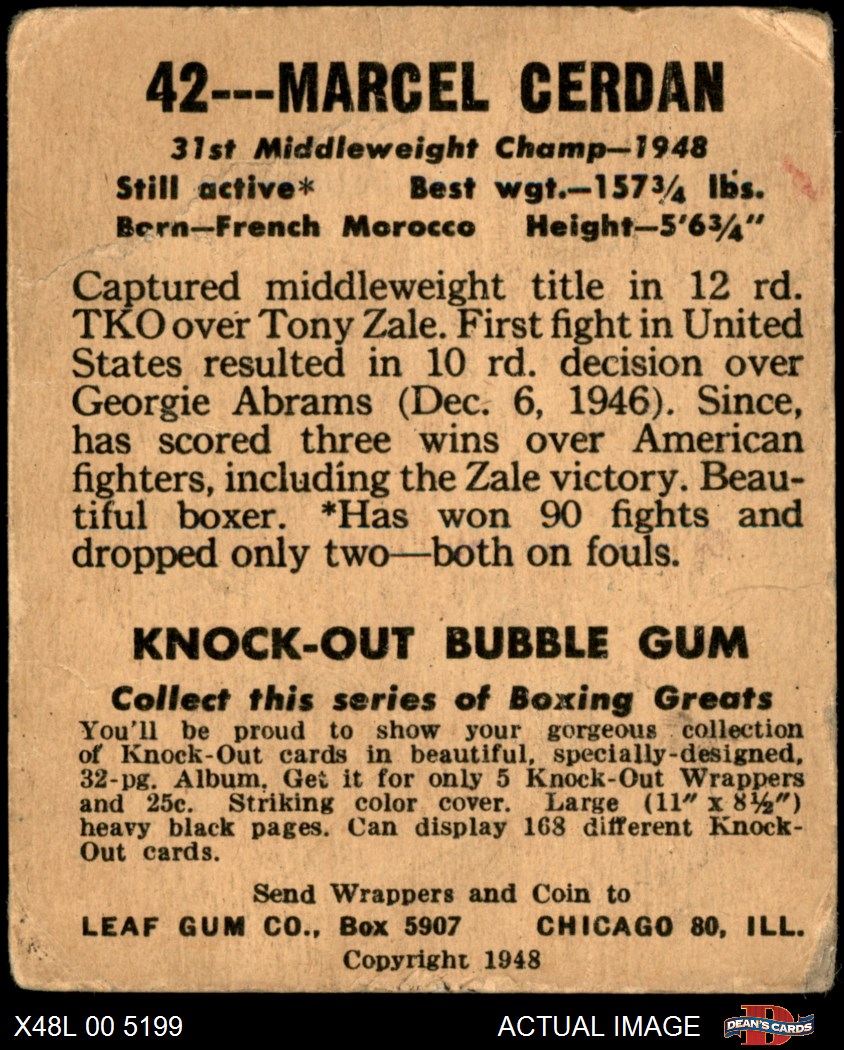 42---MARCEL CERDAN
31st Middleweight Champ—1948
Still active* Best wgt.—157¾ lbs.
Born—French Morocco Height—5'6¾"
Captured middleweight title in 12 rd.
TKO over Tony Zale. First fight in United
States resulted in 10 rd. decision over
Georgie Abrams (Dec. 6, 1946). Since,
has scored three wins over American
fighters, including the Zale victory. Beau-
tiful boxer. *Has won 90 fights and
dropped only two—both on fouls.
KNOCK-OUT BUBBLE GUM
Collect this series of Boxing Greats
You'll be proud to show your gorgeous collection
of Knock-Out cards in beautiful, specially-designed,
32-pg. Album. Get it for only 5 Knock-Out Wrappers
and 25c. Striking color cover. Large (11" x 8½")
heavy black pages. Can display 168 different Knock-
Out cards.
Send Wrappers and Coin to
LEAF GUM CO., Box 5907 CHICAGO 80, ILL.
Copyright 1948
X48L 00 5199 ACTUAL IMAGE DEAN'S CARDS